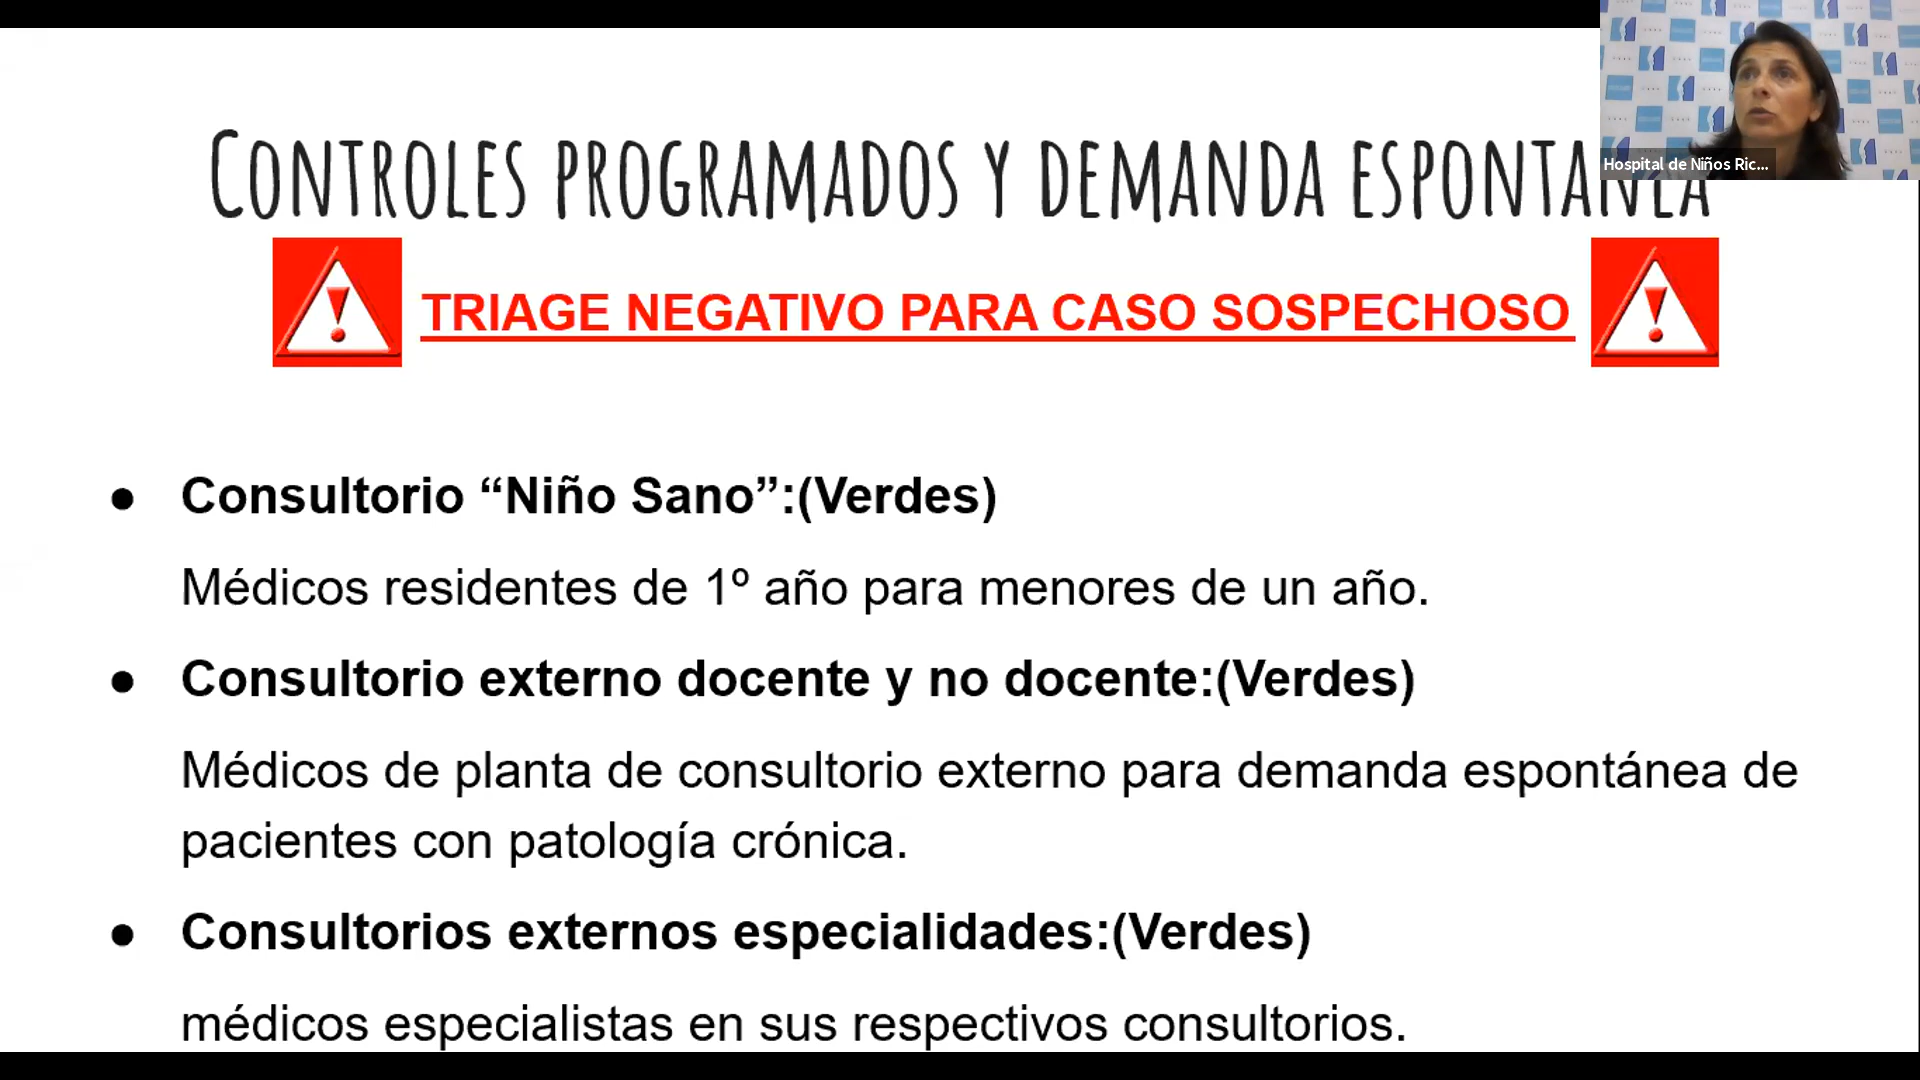 CONTROLES PROGRAMADOS Y DEMANDA ESPONTANEA
Hospital de Niños Ric...
TRIAGE NEGATIVO PARA CASO SOSPECHOSO
● Consultorio “Niño Sano”:(Verdes)
Médicos residentes de 1º año para menores de un año.
● Consultorio externo docente y no docente:(Verdes)
Médicos de planta de consultorio externo para demanda espontánea de
pacientes con patología crónica.
● Consultorios externos especialidades:(Verdes)
médicos especialistas en sus respectivos consultorios.